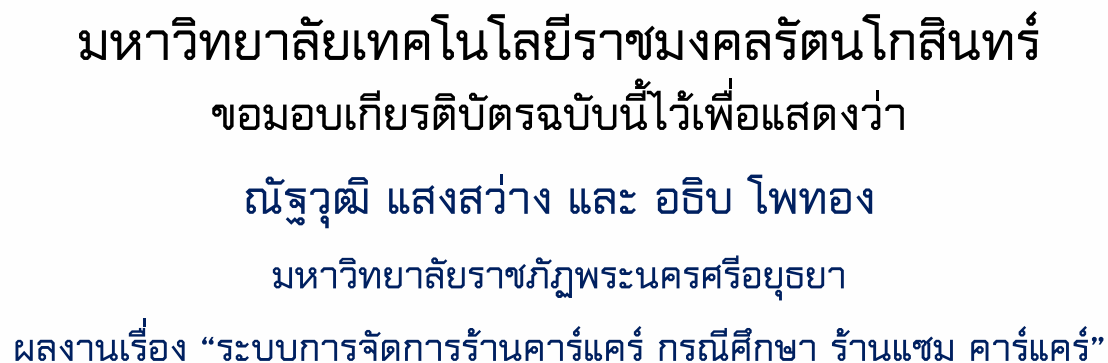 มหาวิทยาลัยเทคโนโลยีราชมงคลรัตนโกสินทร์
ขอมอบเกียรติบัตรฉบับนี้ไว้เพื่อแสดงว่า
ณัฐวุฒิ แสงสว่าง และ อธิบ โพทอง
มหาวิทยาลัยราชภัฏพระนครศรีอยุธยา
ผลงานเรื่อง “ระบบการจัดการร้านคาร์แคร์ กรณีศึกษา ร้านแซม คาร์แคร์”